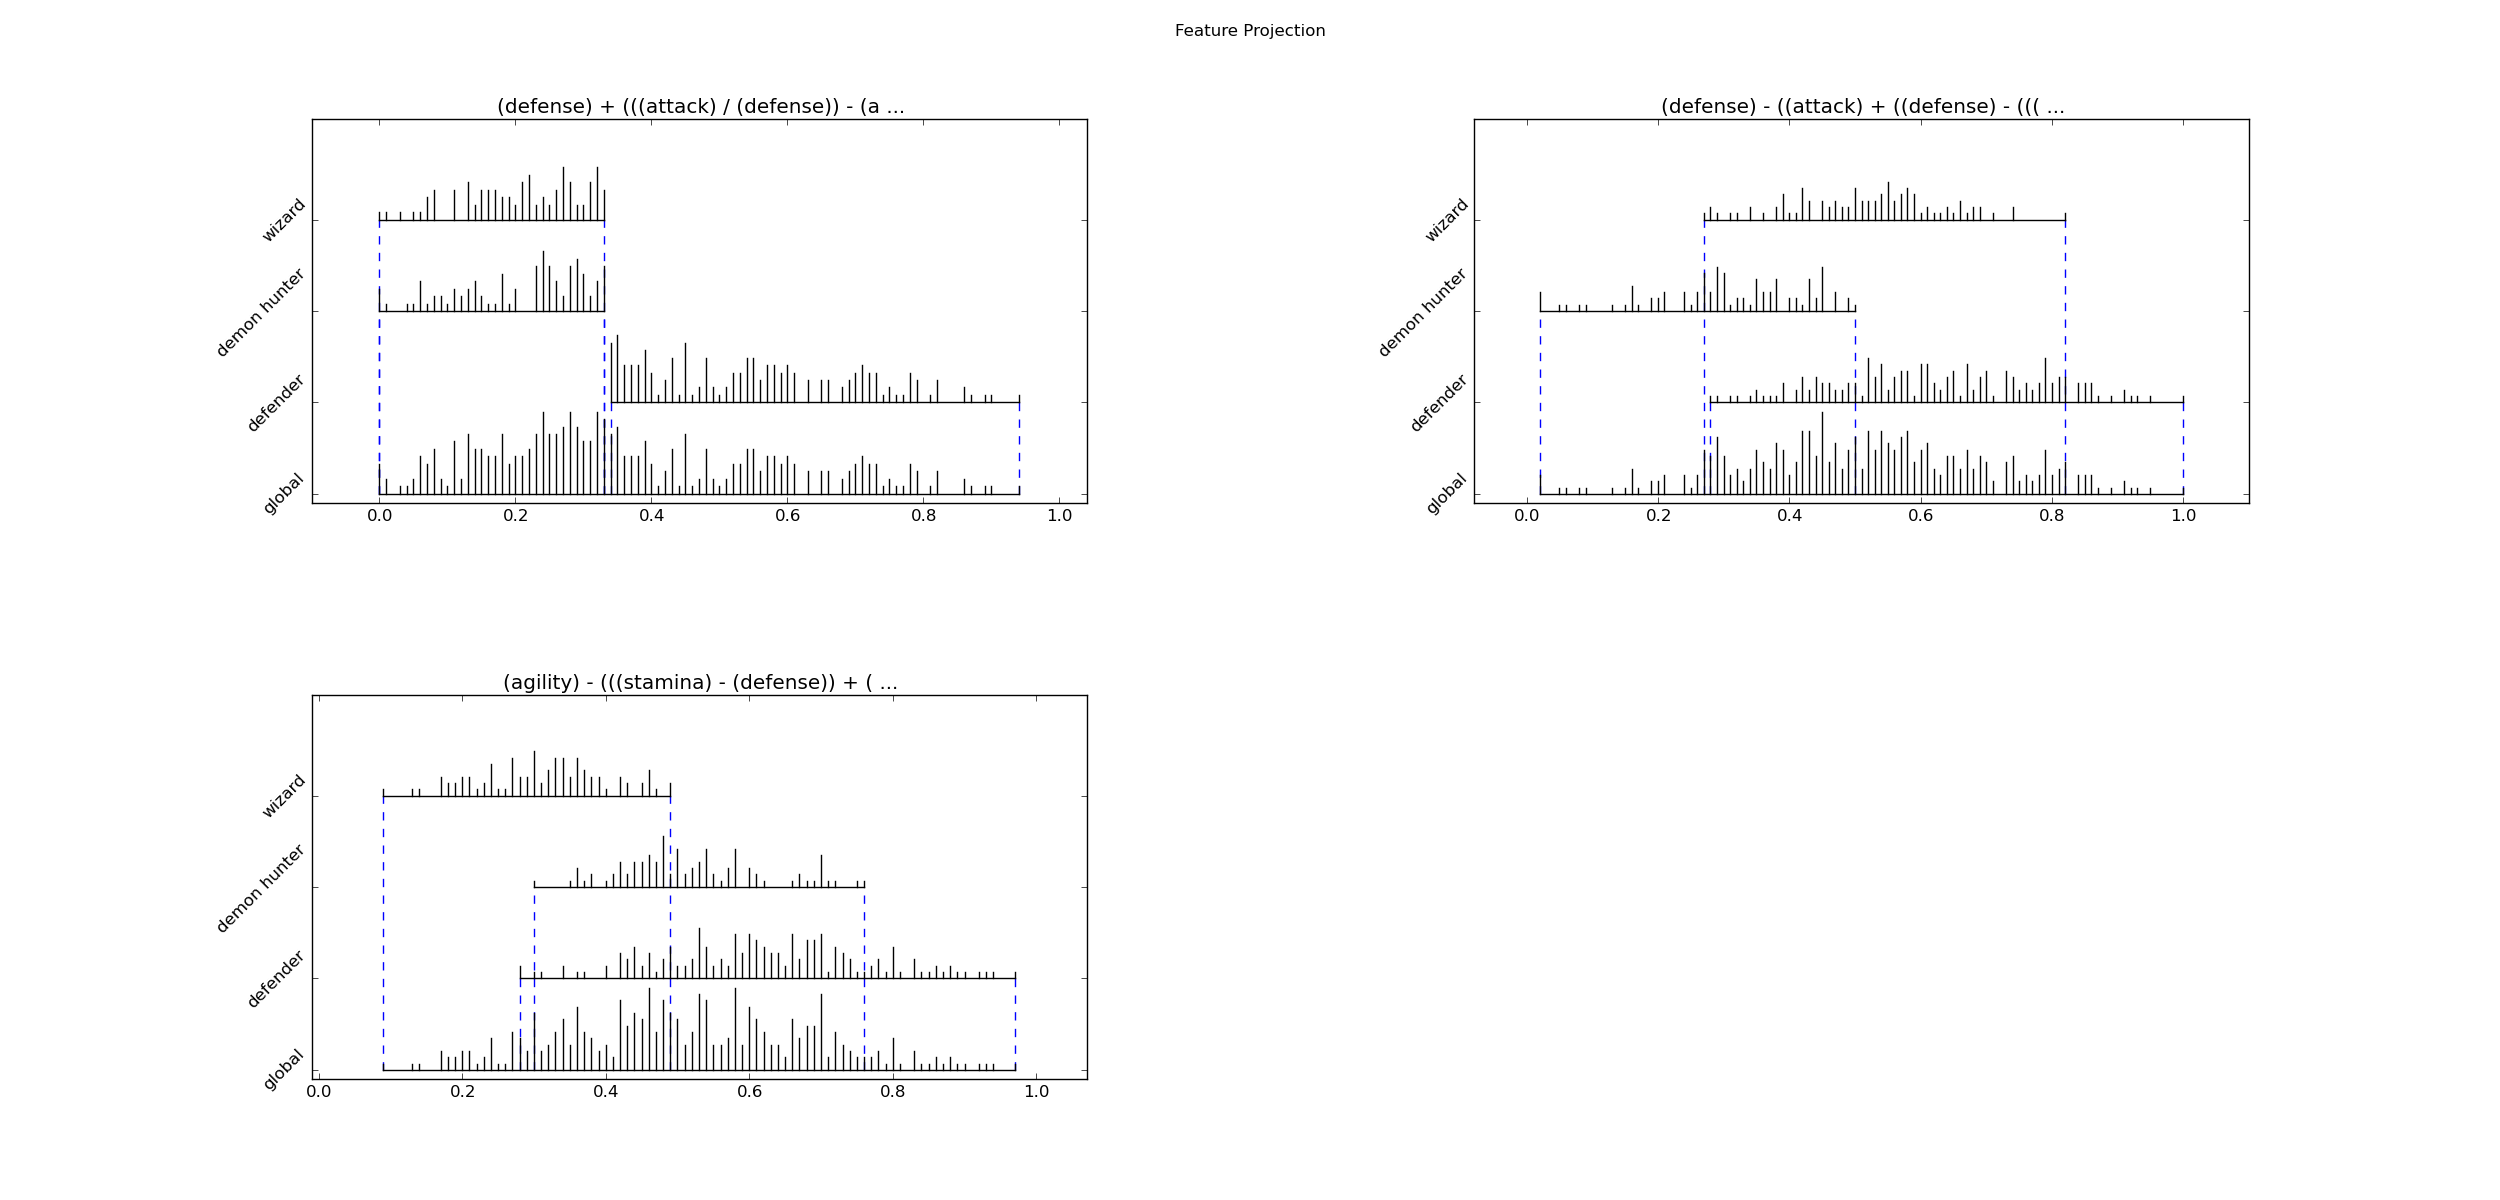 Feature Projection
(defense) + (((attack) / (defense)) - (a ...
wizard
demon hunter
defender
global
0.0 0.2 0.4 0.6 0.8 1.0
(defense) - ((attack) + ((defense) - ((( ...
wizard
demon hunter
defender
global
0.0 0.2 0.4 0.6 0.8 1.0
(agility) - (((stamina) - (defense)) + ( ...
wizard
demon hunter
defender
global
0.0 0.2 0.4 0.6 0.8 1.0